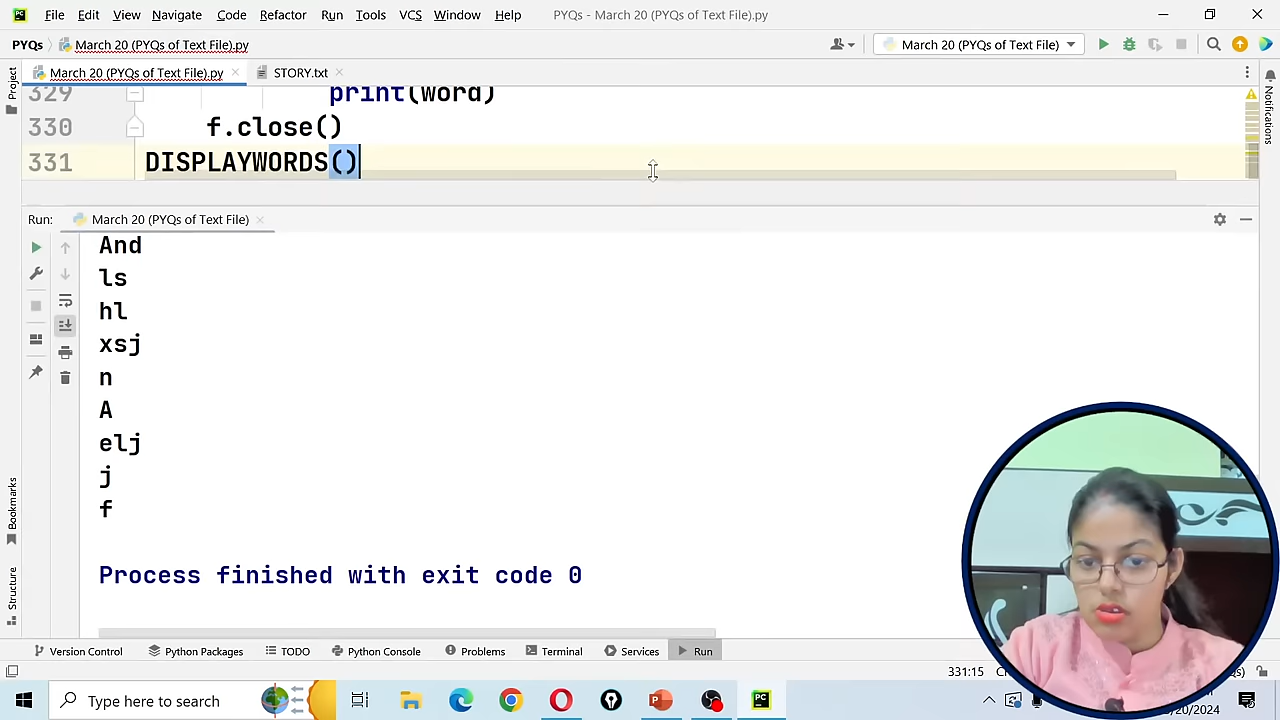 File Edit View Navigate Code Refactor Run Tools VCS Window Help PYQs - March 20 (PYQs of Text File).py
PYQs March 20 (PYQs of Text File).py March 20 (PYQs of Text File)
March 20 (PYQs of Text File).py STORY.txt
Project
Notifications
329 print(word)
330 f.close()
331 DISPLAYWORDS()
Run: March 20 (PYQs of Text File)
And
ls
hl
xsj
n
A
elj
j
f
Process finished with exit code 0
Bookmarks
Structure
Version Control Python Packages TODO Python Console Problems Terminal Services Run
331:15
Type here to search